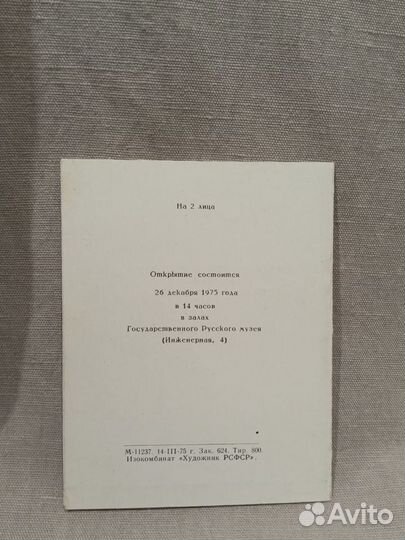 На 2 лица
Открытие состоится
26 декабря 1975 года
в 14 часов
в залах
Государственного Русского музея
(Инженерная, 4)
М-11237. 14-III-75 г. Зак. 624. Тир. 800.
Изокомбинат «Художник РСФСР».
Avito